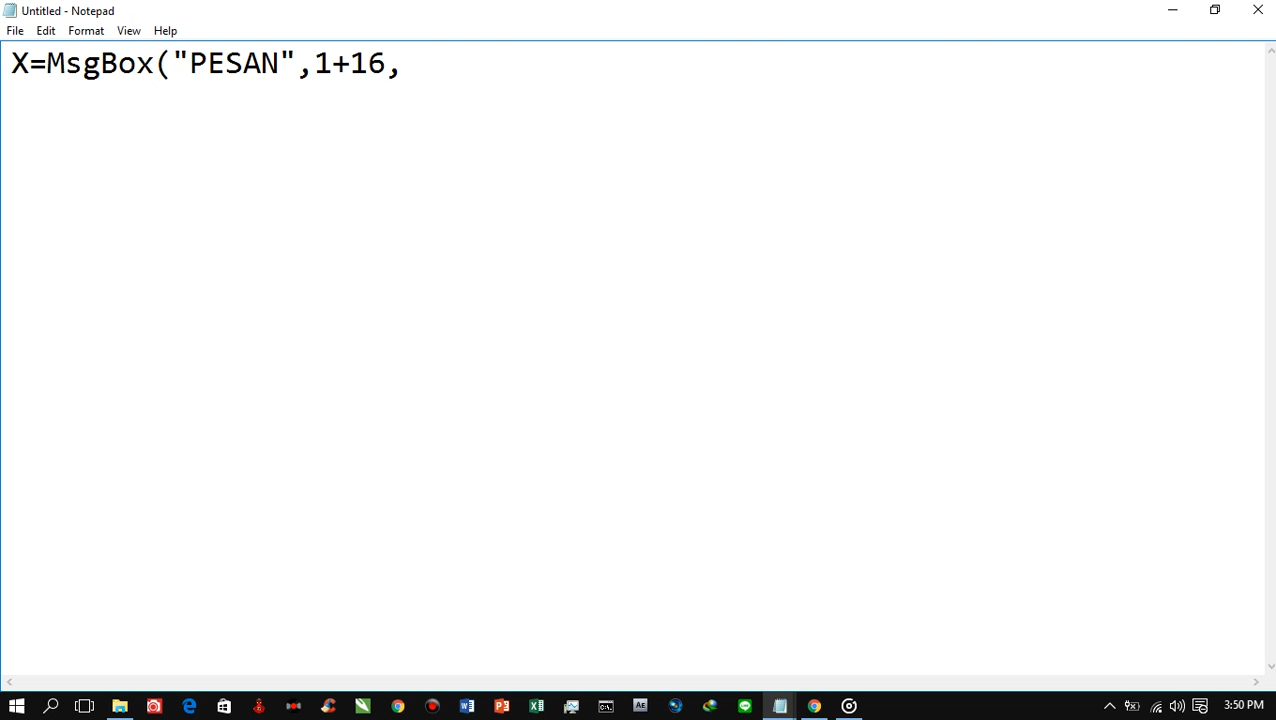 Untitled - Notepad
File Edit Format View Help
X=MsgBox("PESAN",1+16,
3:50 PM